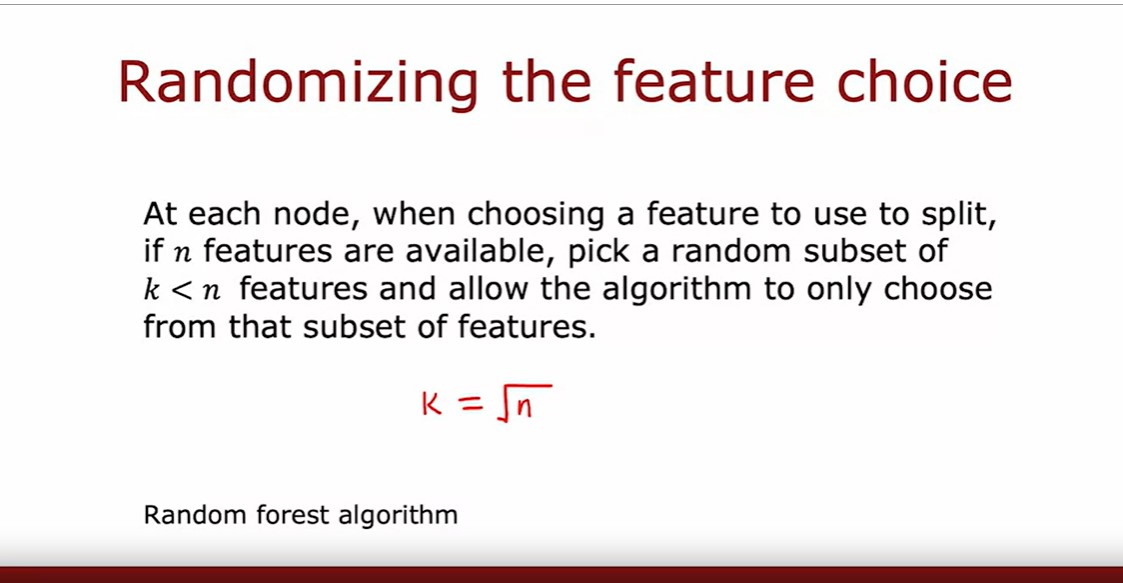 Randomizing the feature choice
At each node, when choosing a feature to use to split,
if n features are available, pick a random subset of
k < n features and allow the algorithm to only choose
from that subset of features.
K = √n
Random forest algorithm